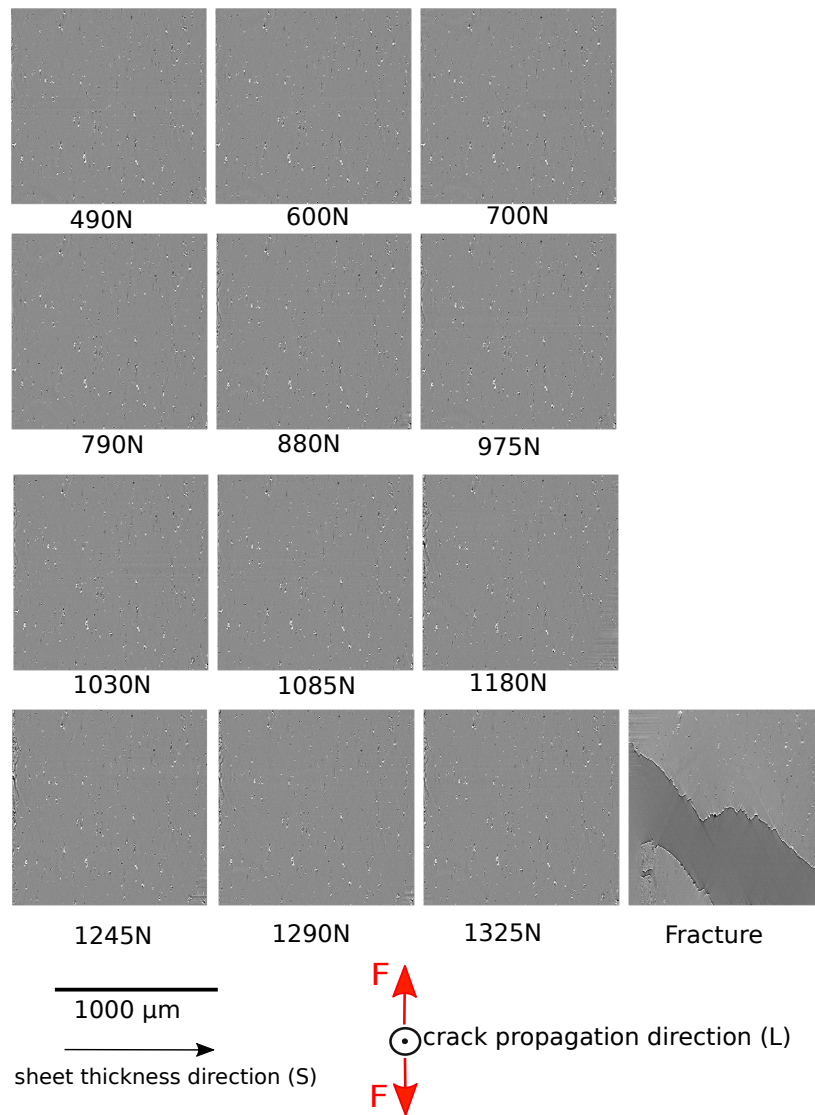 490N 600N 700N
790N 880N 975N
1030N 1085N 1180N
1245N 1290N 1325N Fracture
1000 µm
F
crack propagation direction (L)
sheet thickness direction (S)
F